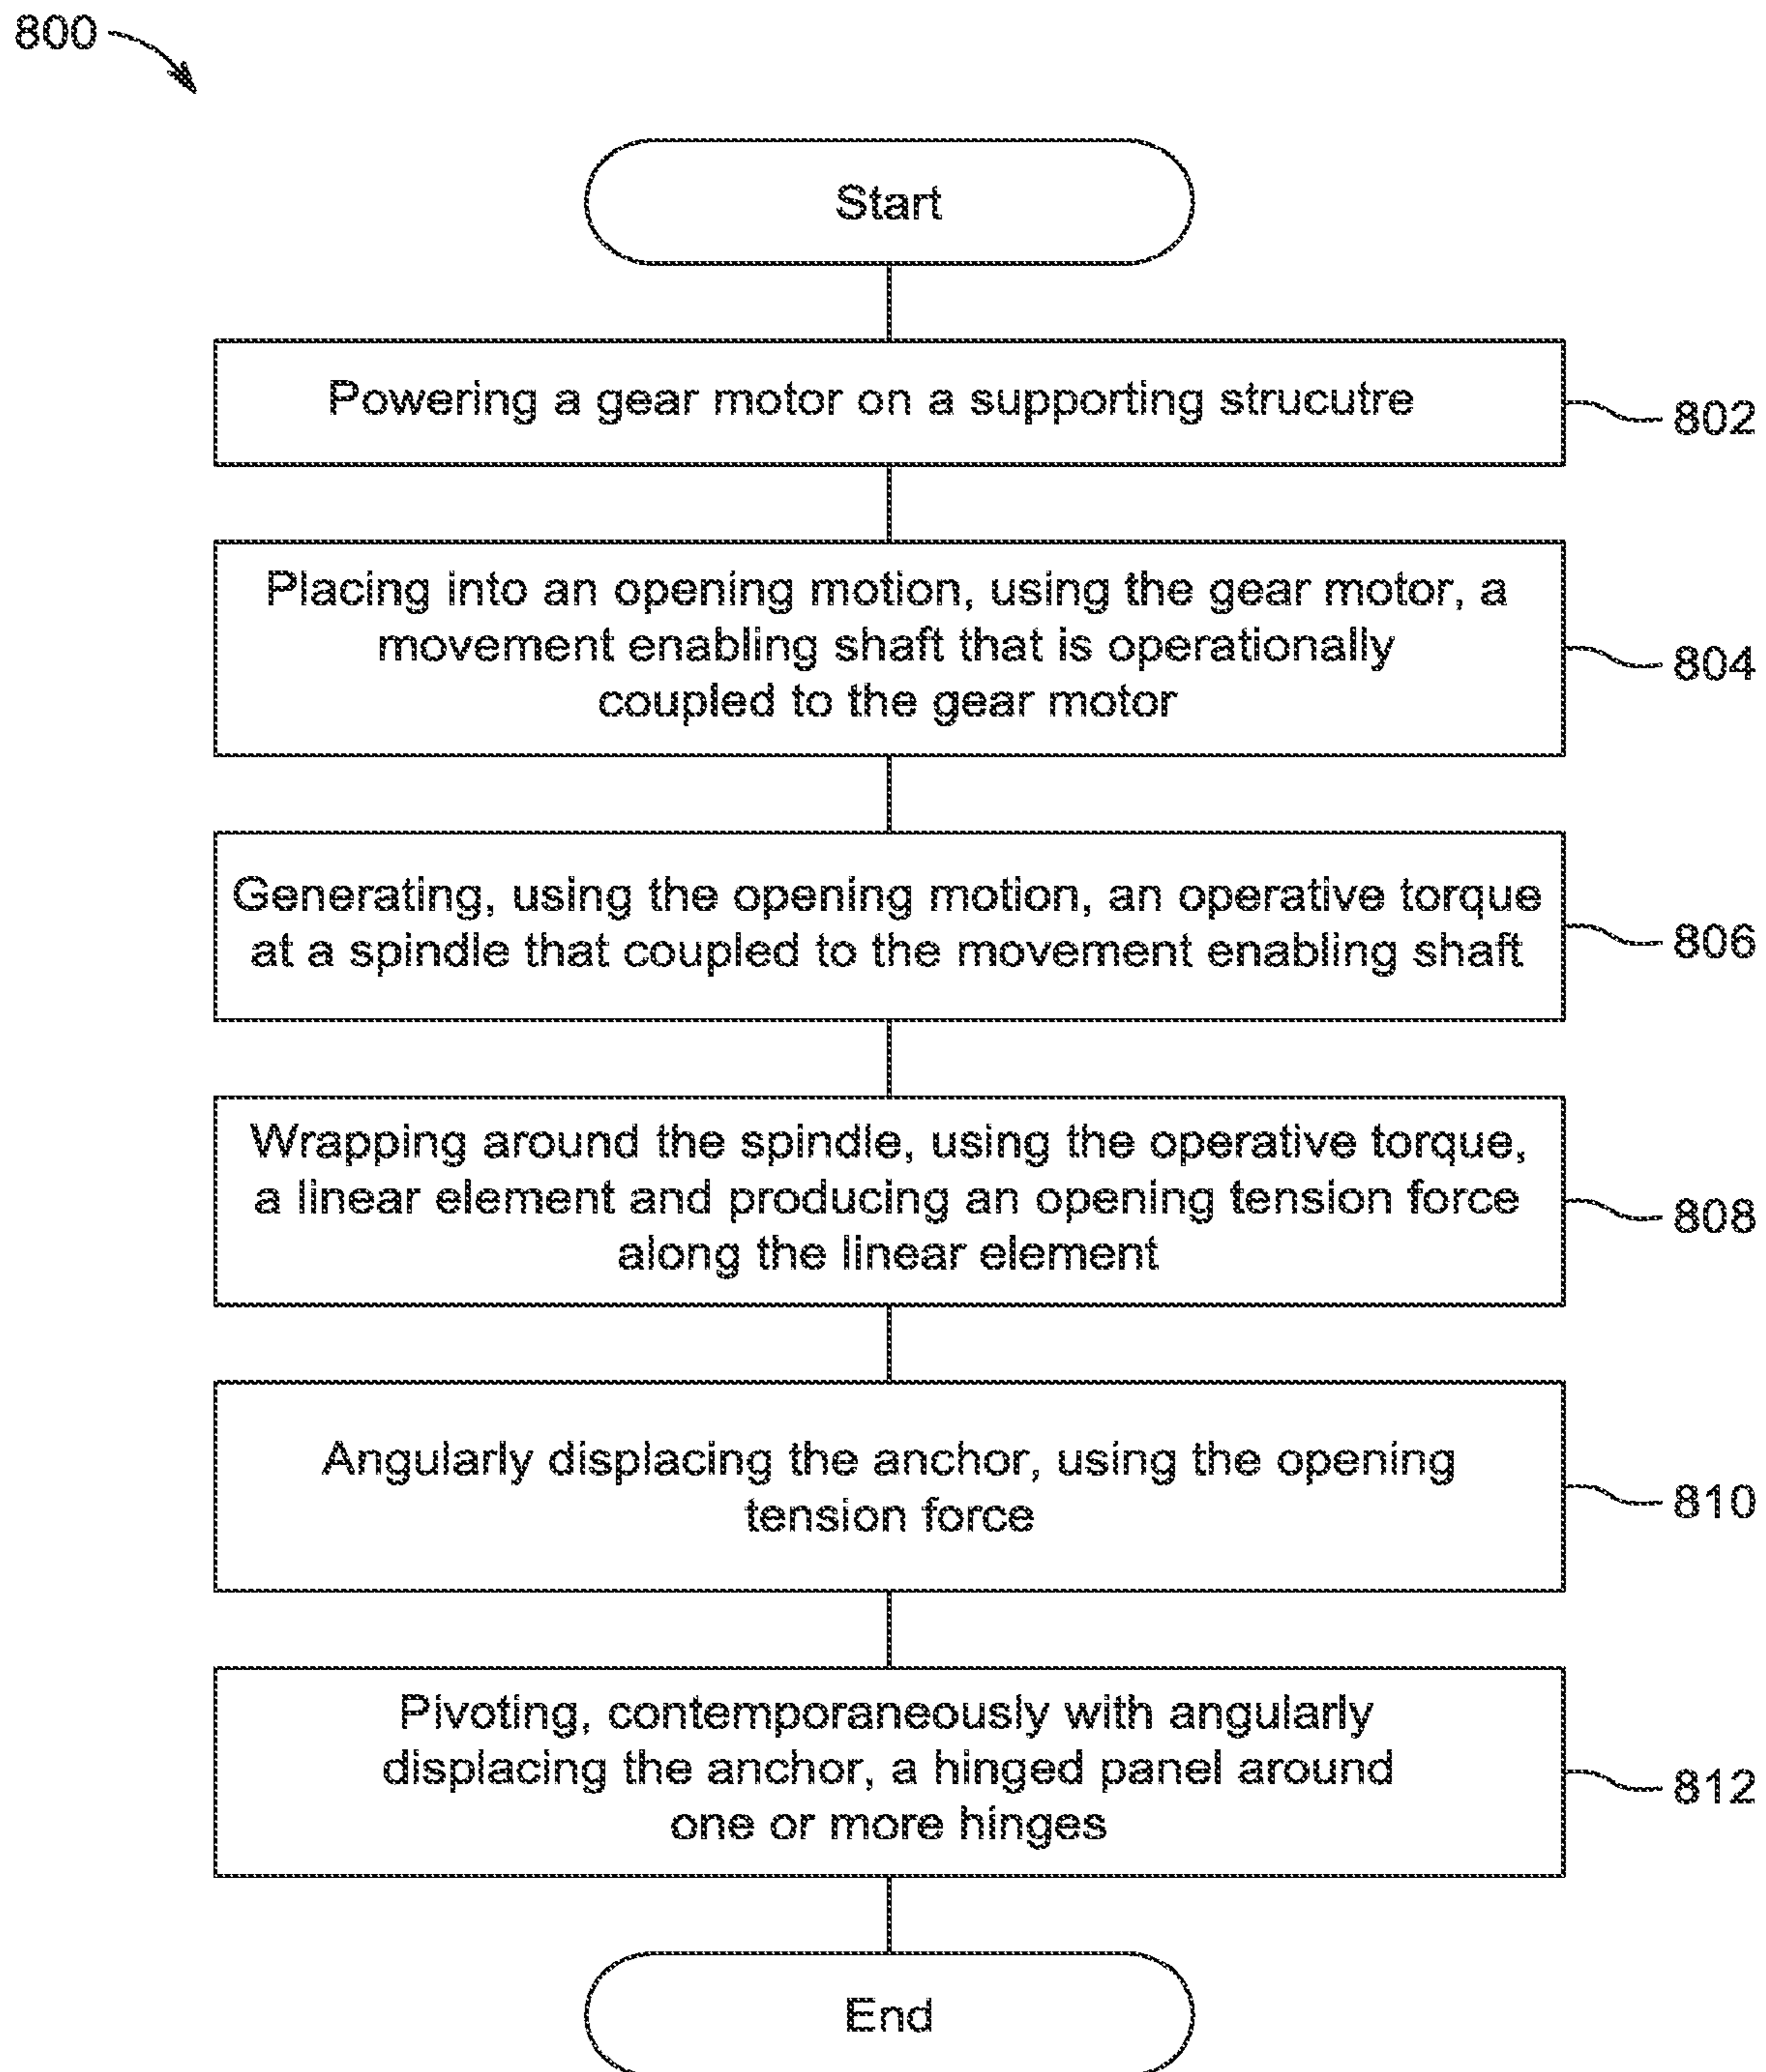 800
Start
Powering a gear motor on a supporting strucutre
802
Placing into an opening motion, using the gear motor, a
movement enabling shaft that is operationally
coupled to the gear motor
804
Generating, using the opening motion, an operative torque
at a spindle that coupled to the movement enabling shaft
806
Wrapping around the spindle, using the operative torque,
a linear element and producing an opening tension force
along the linear element
808
Angularly displacing the anchor, using the opening
tension force
810
Pivoting, contemporaneously with angularly
displacing the anchor, a hinged panel around
one or more hinges
812
End